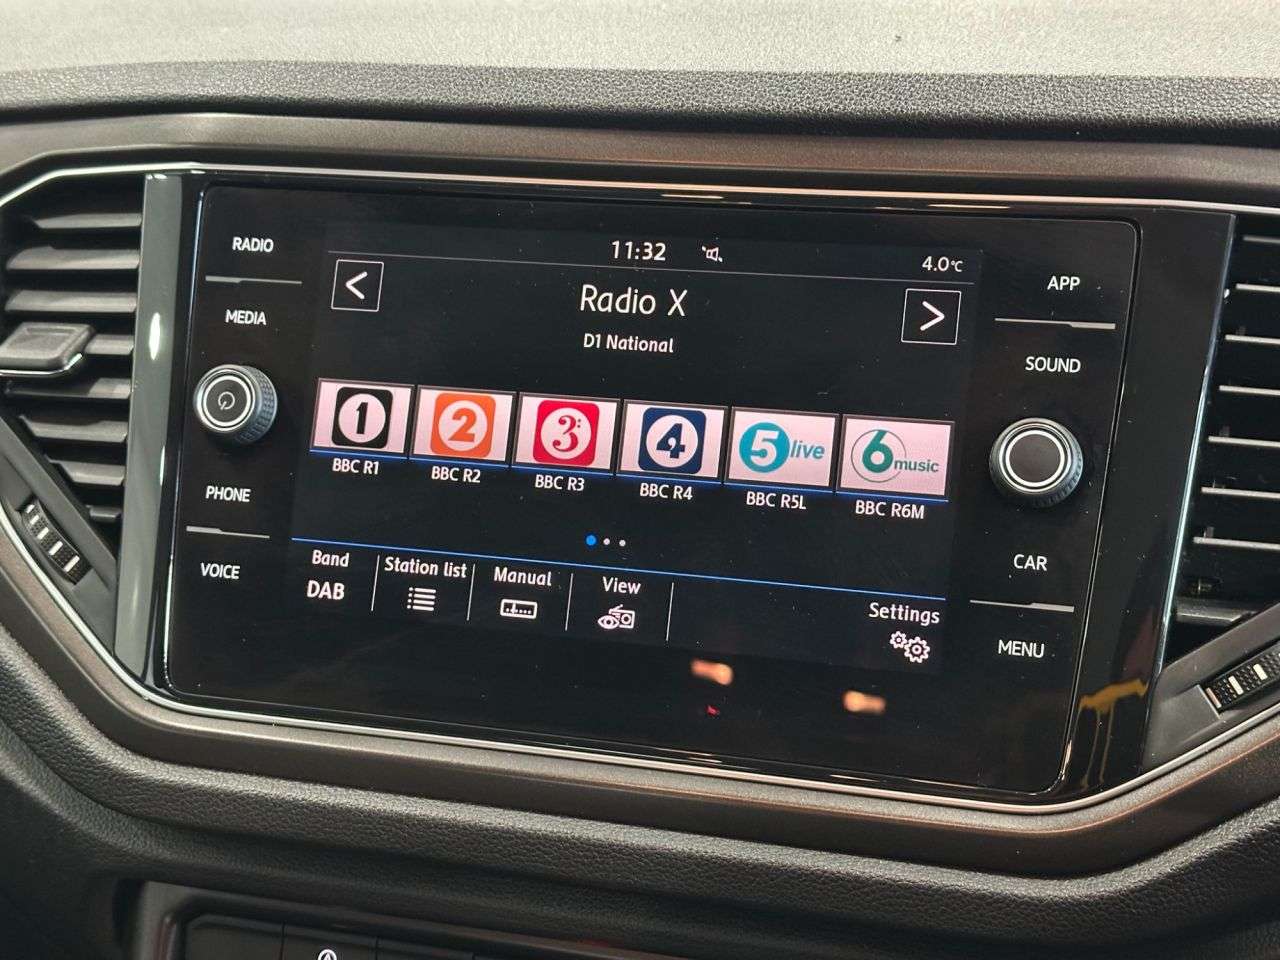 RADIO
MEDIA
PHONE
VOICE
11:32
4.0°C
<
Radio X
>
D1 National
1
2
3
4
5 live
6 music
BBC R1
BBC R2
BBC R3
BBC R4
BBC R5L
BBC R6M
Band
DAB
Station list
Manual
View
Settings
APP
SOUND
CAR
MENU